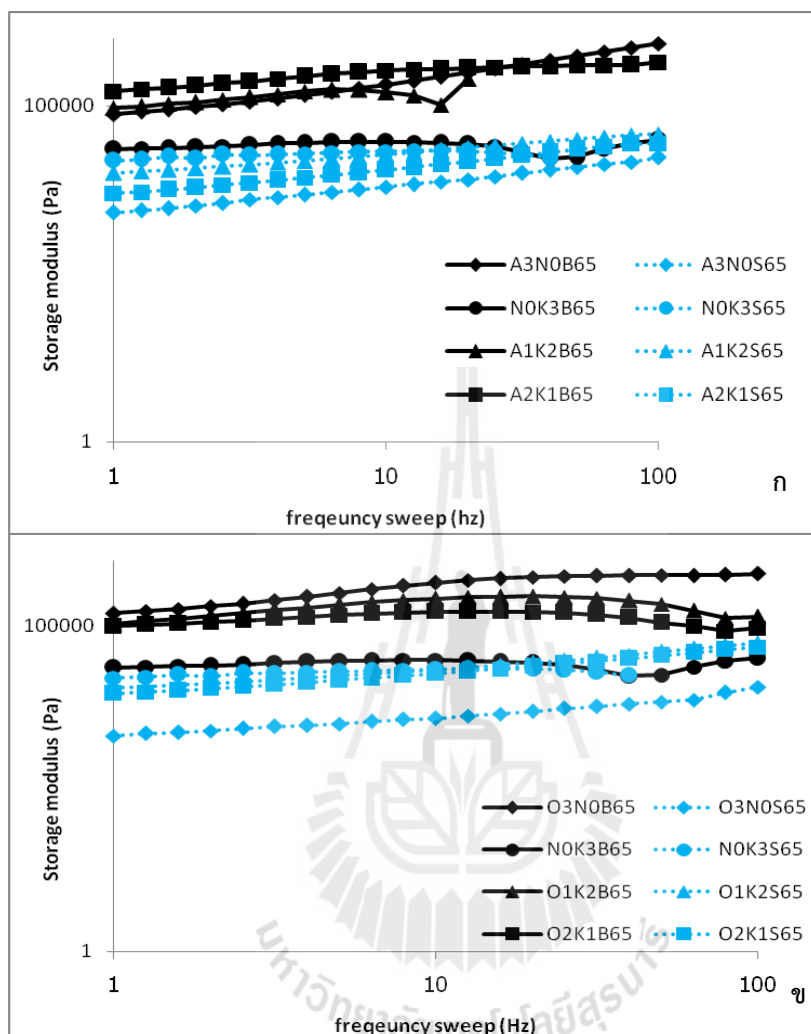 Storage modulus (Pa)
100000
1
1
10
100
freqeuncy sweep (hz)
ก
A3N0B65
A3N0S65
N0K3B65
N0K3S65
A1K2B65
A1K2S65
A2K1B65
A2K1S65
Storage modulus (Pa)
100000
1
1
10
100
freqeuncy sweep (Hz)
ข
O3N0B65
O3N0S65
N0K3B65
N0K3S65
O1K2B65
O1K2S65
O2K1B65
O2K1S65